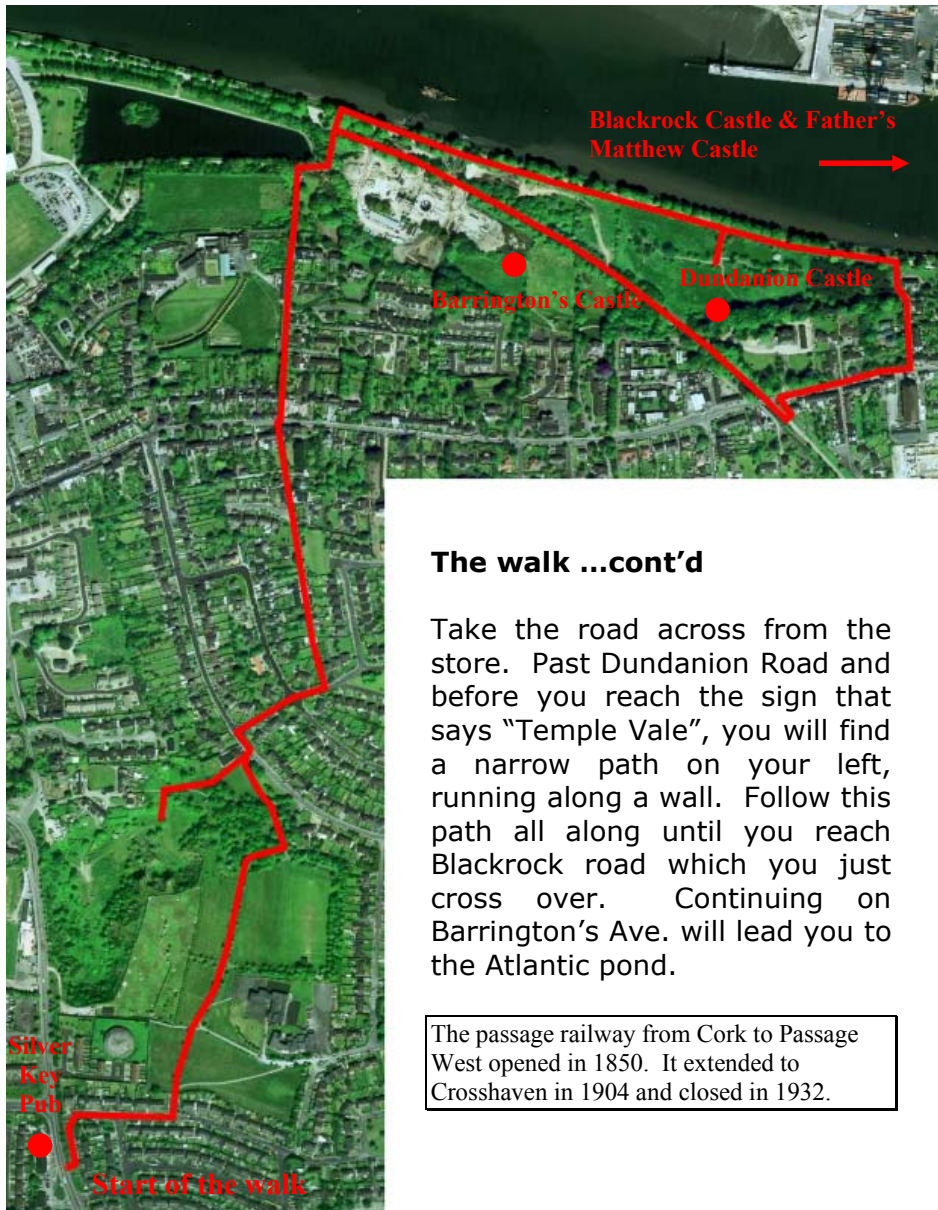 Blackrock Castle & Father's
Matthew Castle
Dundanion Castle
Barrington's Castle
The walk …cont'd
Take the road across from the
store. Past Dundanion Road and
before you reach the sign that
says “Temple Vale”, you will find
a narrow path on your left,
running along a wall. Follow this
path all along until you reach
Blackrock road which you just
cross over. Continuing on
Barrington's Ave. will lead you to
the Atlantic pond.
The passage railway from Cork to Passage
West opened in 1850. It extended to
Crosshaven in 1904 and closed in 1932.
Silver
Key
Pub
Start of the walk